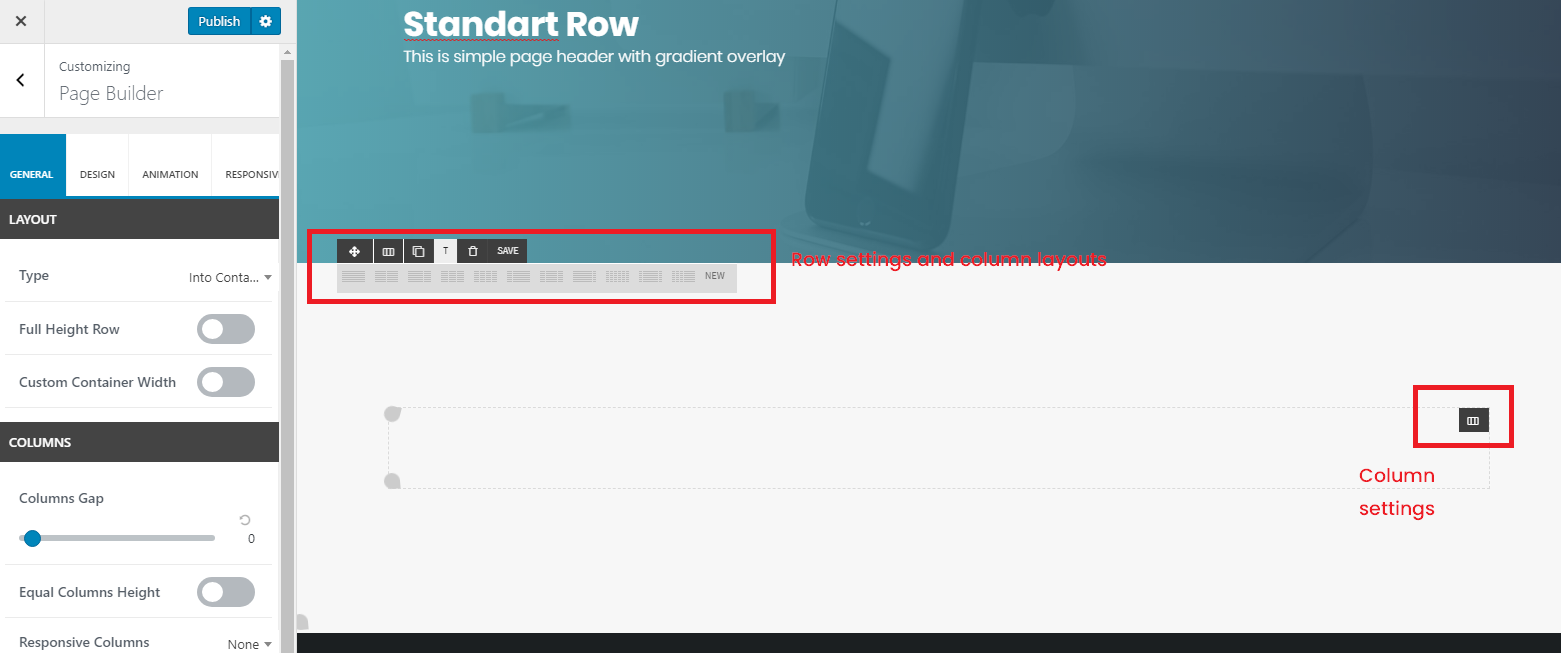 Publish
Customizing
Page Builder
GENERAL DESIGN ANIMATION RESPONSIV
LAYOUT
Type Into Conta...
Full Height Row
Custom Container Width
COLUMNS
Columns Gap
0
Equal Columns Height
Responsive Columns None
Standart Row
This is simple page header with gradient overlay
T SAVE
NEW
Row settings and column layouts
Column
settings